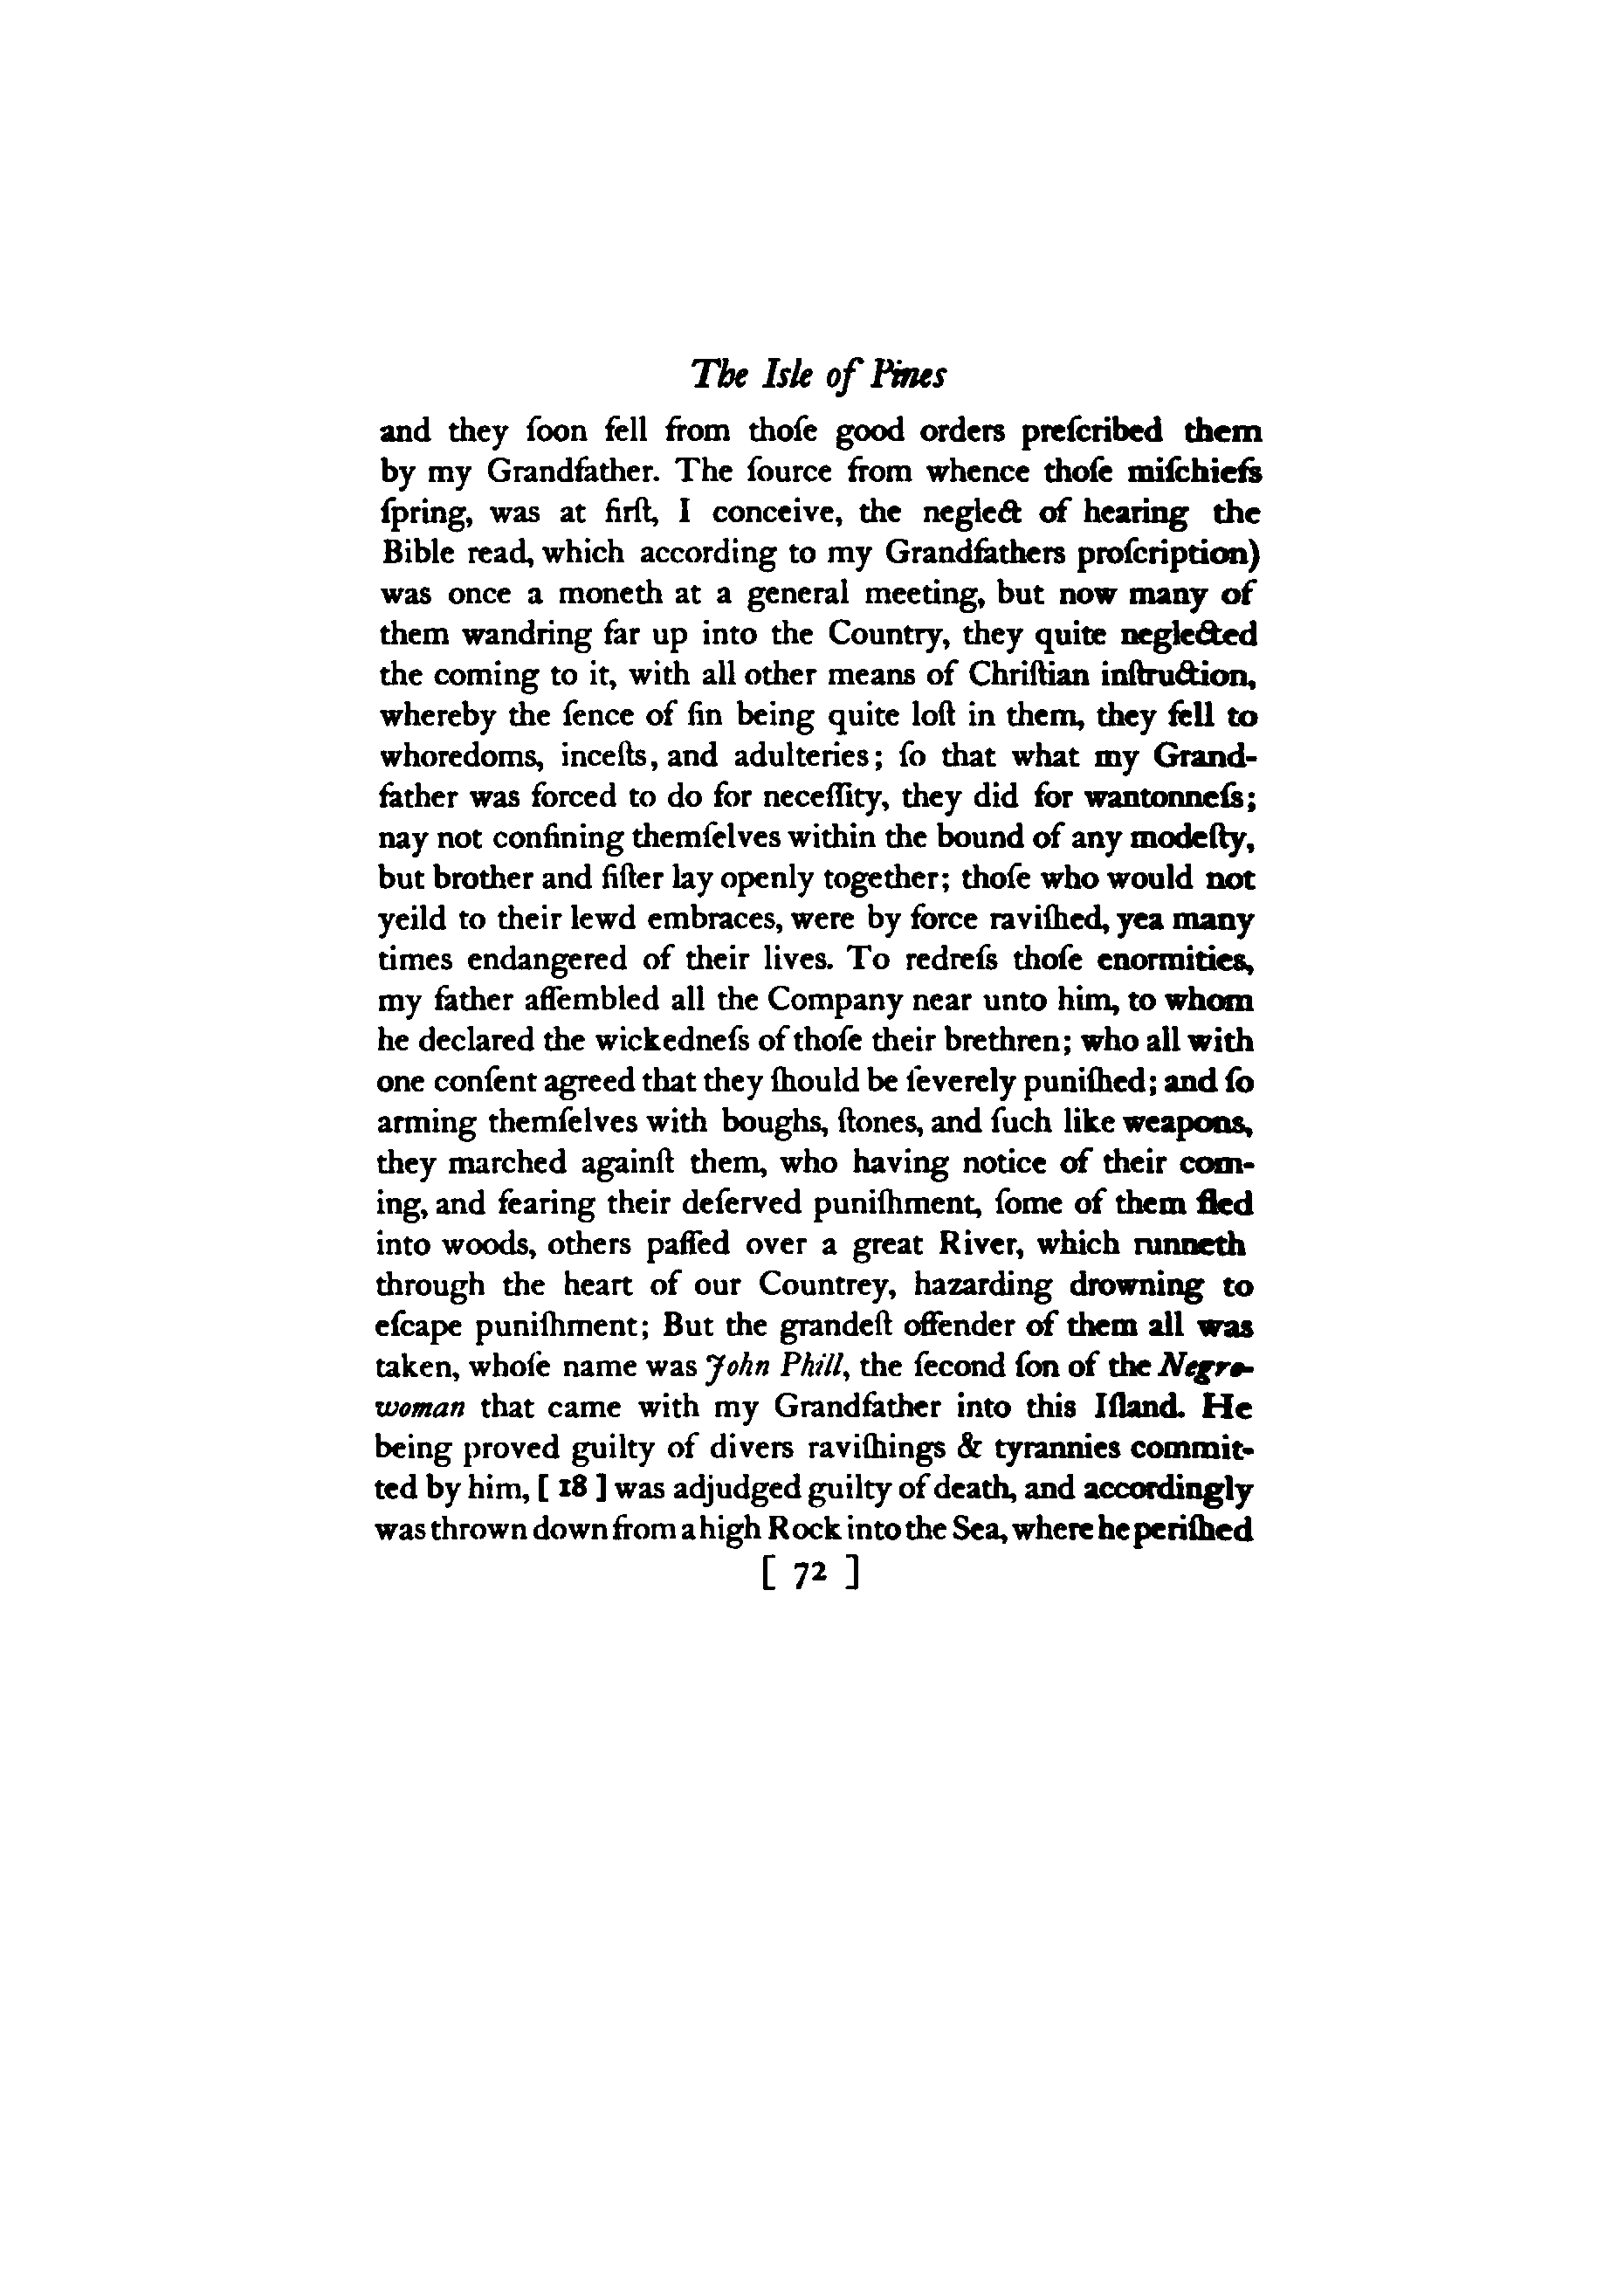 The Isle of Pines
and they ſoon fell from thoſe good orders preſcribed them
by my Grandfather. The ſource from whence thoſe miſchiefs
ſpring, was at firſt, I conceive, the neglect of hearing the
Bible read, which according to my Grandfathers proſcription)
was once a moneth at a general meeting, but now many of
them wandring far up into the Country, they quite neglected
the coming to it, with all other means of Chriſtian inſtruction,
whereby the ſence of ſin being quite loſt in them, they fell to
whoredoms, inceſts, and adulteries; ſo that what my Grand-
father was forced to do for neceſſity, they did for wantonneſs;
nay not confining themſelves within the bound of any modeſty,
but brother and ſiſter lay openly together; thoſe who would not
yeild to their lewd embraces, were by force raviſhed, yea many
times endangered of their lives. To redreſs thoſe enormities,
my father aſſembled all the Company near unto him, to whom
he declared the wickedneſs of thoſe their brethren; who all with
one conſent agreed that they ſhould be ſeverely puniſhed; and ſo
arming themſelves with boughs, ſtones, and ſuch like weapons,
they marched againſt them, who having notice of their com-
ing, and fearing their deſerved puniſhment, ſome of them fled
into woods, others paſſed over a great River, which runneth
through the heart of our Countrey, hazarding drowning to
eſcape puniſhment; But the grandeſt offender of them all was
taken, whoſe name was John Phill, the ſecond ſon of the Negro-
woman that came with my Grandfather into this Iſland. He
being proved guilty of divers raviſhings & tyrannies commit-
ted by him, [ 18 ] was adjudged guilty of death, and accordingly
was thrown down from a high Rock into the Sea, where he periſhed
[ 72 ]